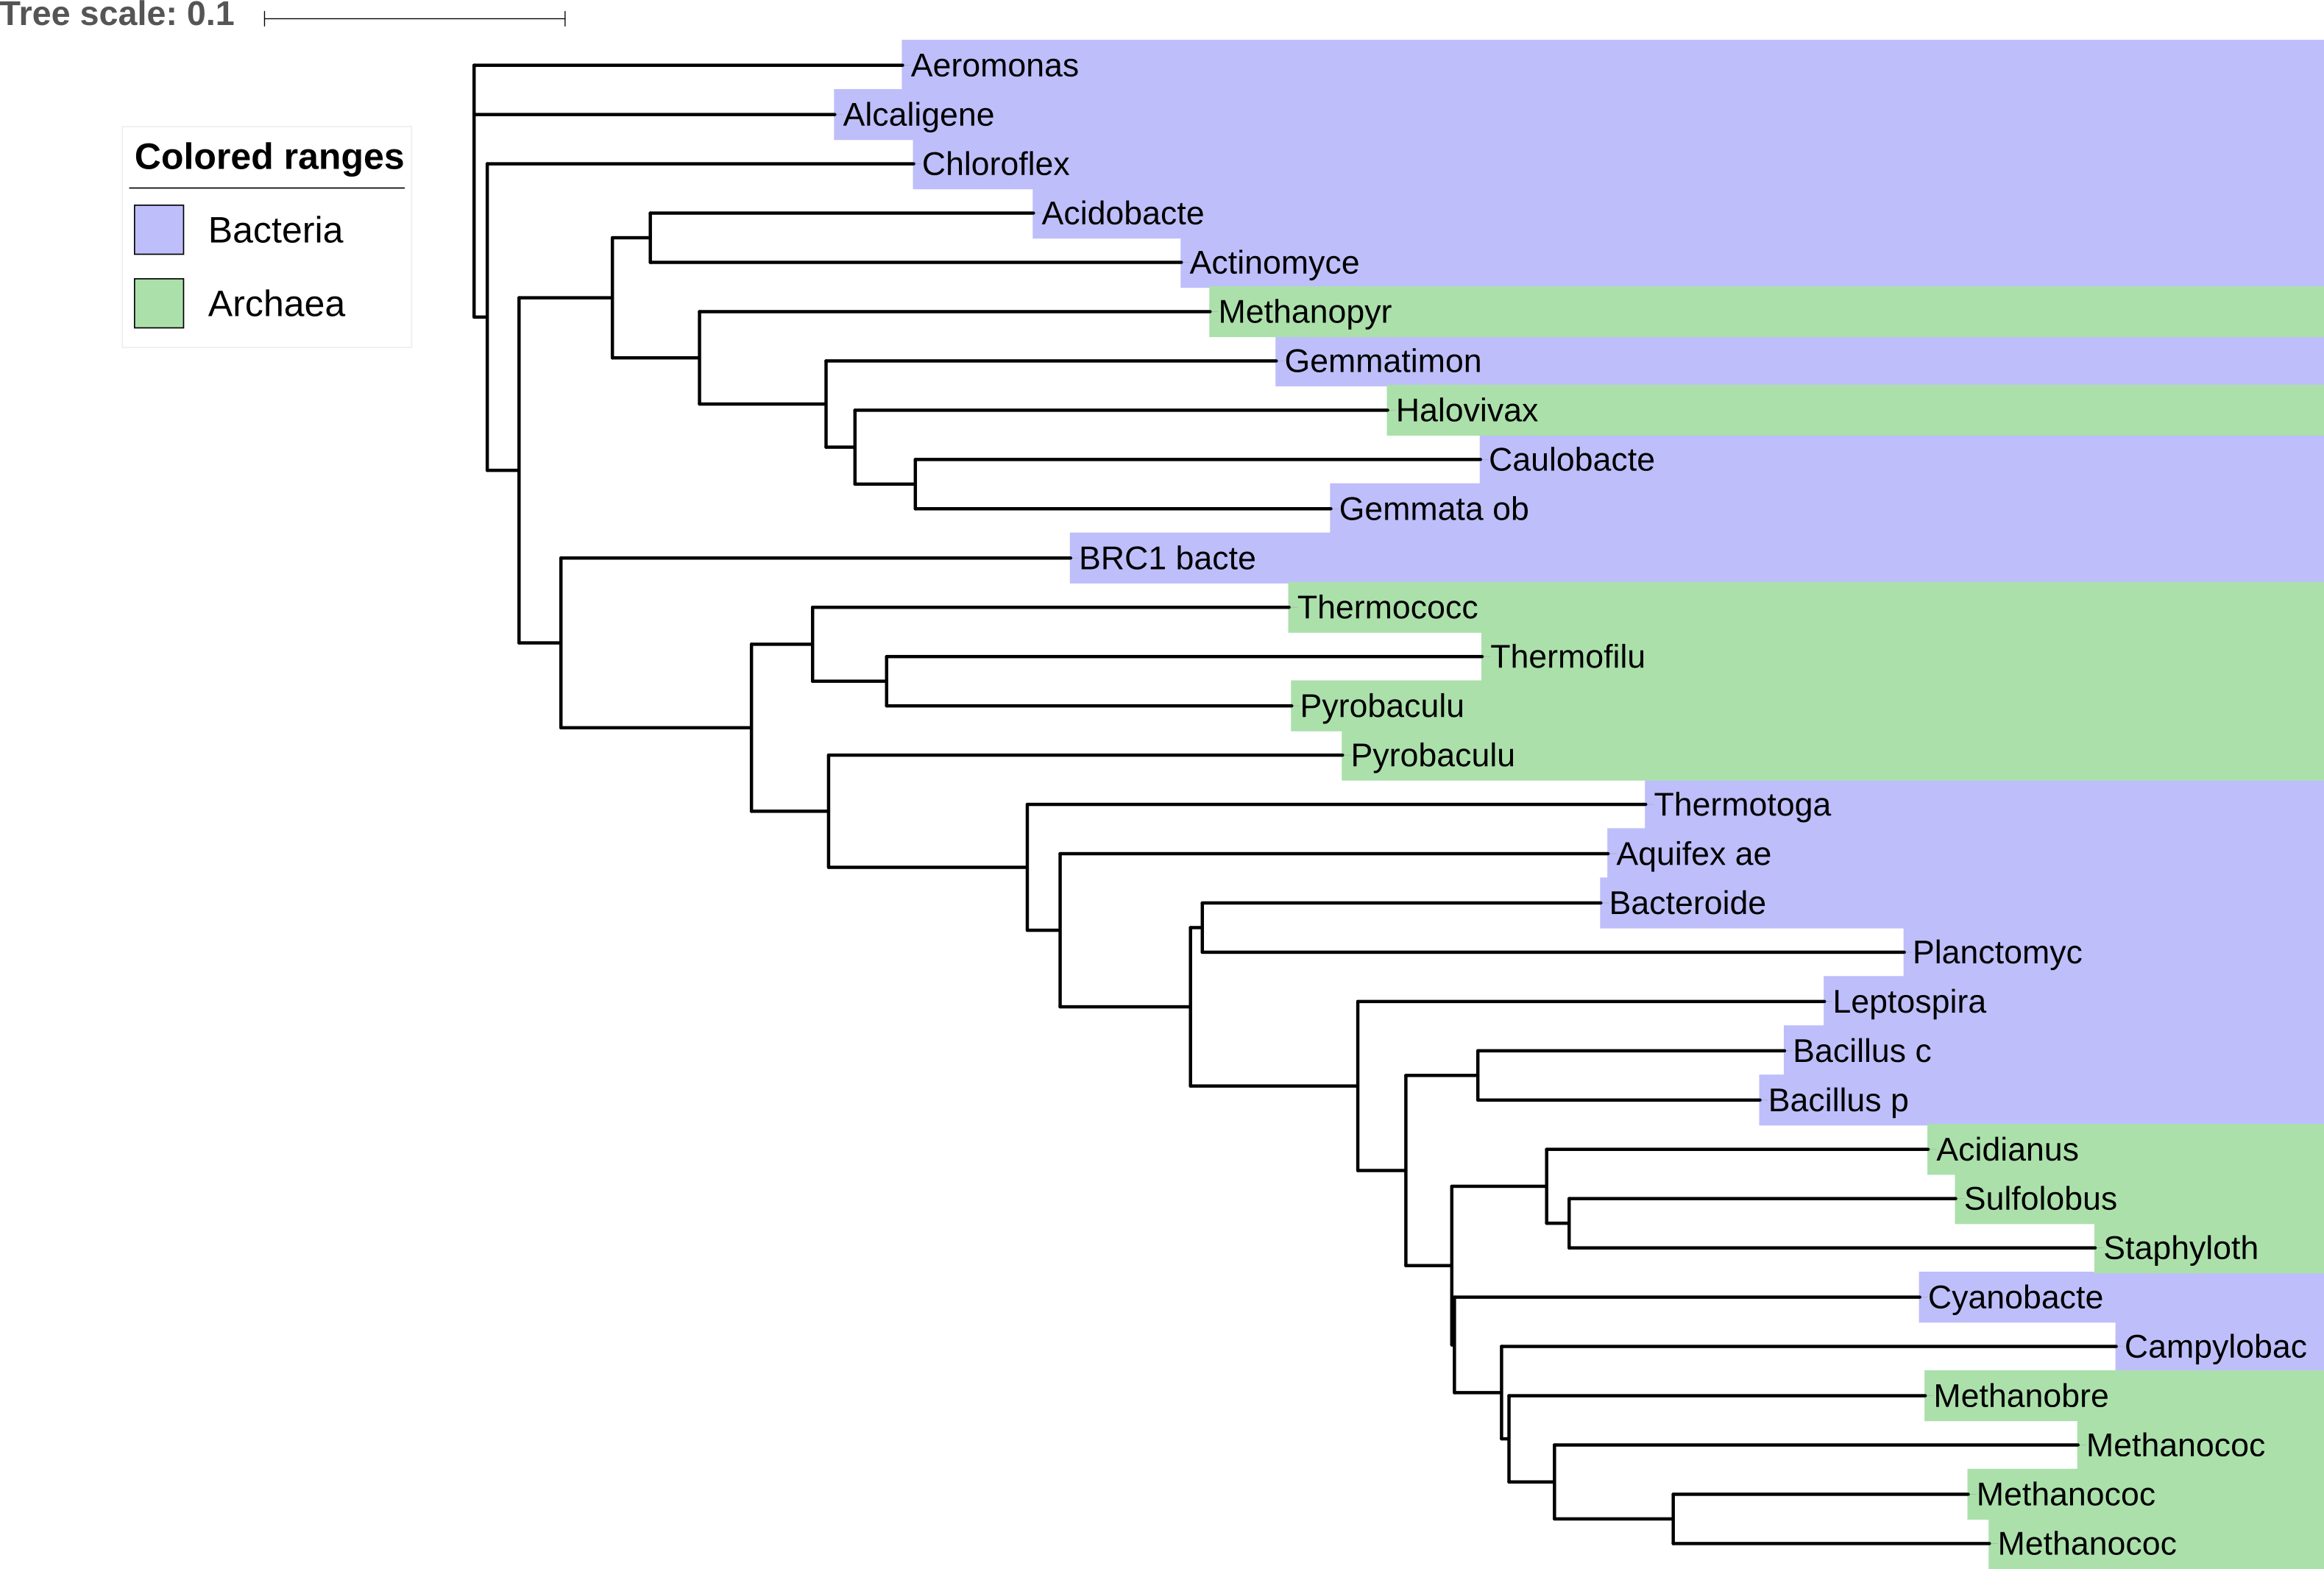 Tree scale: 0.1
Colored ranges
Bacteria
Archaea
Aeromonas
Alcaligene
Chloroflex
Acidobacte
Actinomyce
Methanopyr
Gemmatimon
Halovivax
Caulobacte
Gemmata ob
BRC1 bacte
Thermococc
Thermofilu
Pyrobaculu
Pyrobaculu
Thermotoga
Aquifex ae
Bacteroide
Planctomyc
Leptospira
Bacillus c
Bacillus p
Acidianus
Sulfolobus
Staphyloth
Cyanobacte
Campylobac
Methanobre
Methanococ
Methanococ
Methanococ